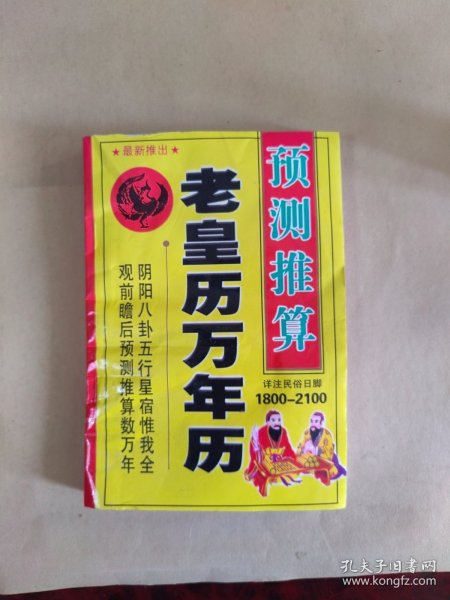 ★最新推出★
预测推算
老皇历万年历
阴阳八卦五行星宿惟我全
观前瞻后预测推算数万年
详注民俗日脚
1800-2100
孔夫子旧书网
www.kongfz.com